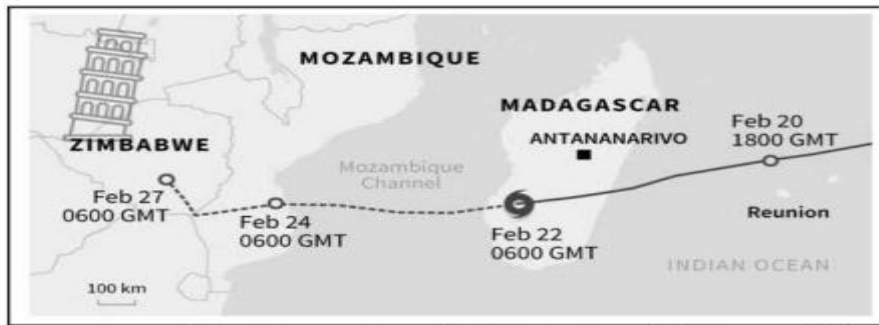 MOZAMBIQUE
MADAGASCAR
Feb 20
1800 GMT
ANTANANARIVO
ZIMBABWE
Mozambique
Channel
Feb 27
0600 GMT
Feb 24
0600 GMT
Feb 22
0600 GMT
Reunion
INDIAN OCEAN
100 km